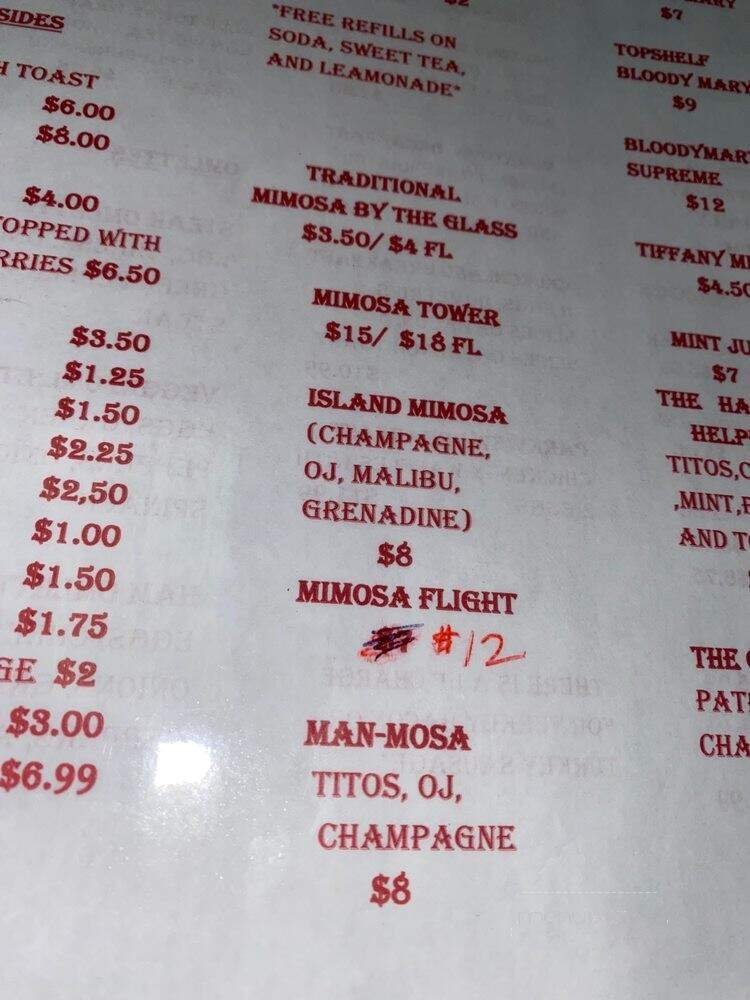 SIDES
TOAST
$6.00
$8.00
$4.00
TOPPED WITH
RRIES $6.50
$3.50
$1.25
$1.50
$2.25
$2,50
$1.00
$1.50
$1.75
GE $2
$3.00
$6.99
*FREE REFILLS ON
SODA, SWEET TEA,
AND LEAMONADE*
TRADITIONAL
MIMOSA BY THE GLASS
$3.50/ $4 FL
MIMOSA TOWER
$15/ $18 FL
ISLAND MIMOSA
(CHAMPAGNE,
OJ, MALIBU,
GRENADINE)
$8
MIMOSA FLIGHT
#12
MAN-MOSA
TITOS, OJ,
CHAMPAGNE
$8
$7
TOPSHELF
BLOODY MARY
$9
BLOODYMARY
SUPREME
$12
TIFFANY MI
$4.50
MINT JU
$7
THE HA
HELP
TITOS,C
,MINT,
AND TO
THE
PAT
CHA